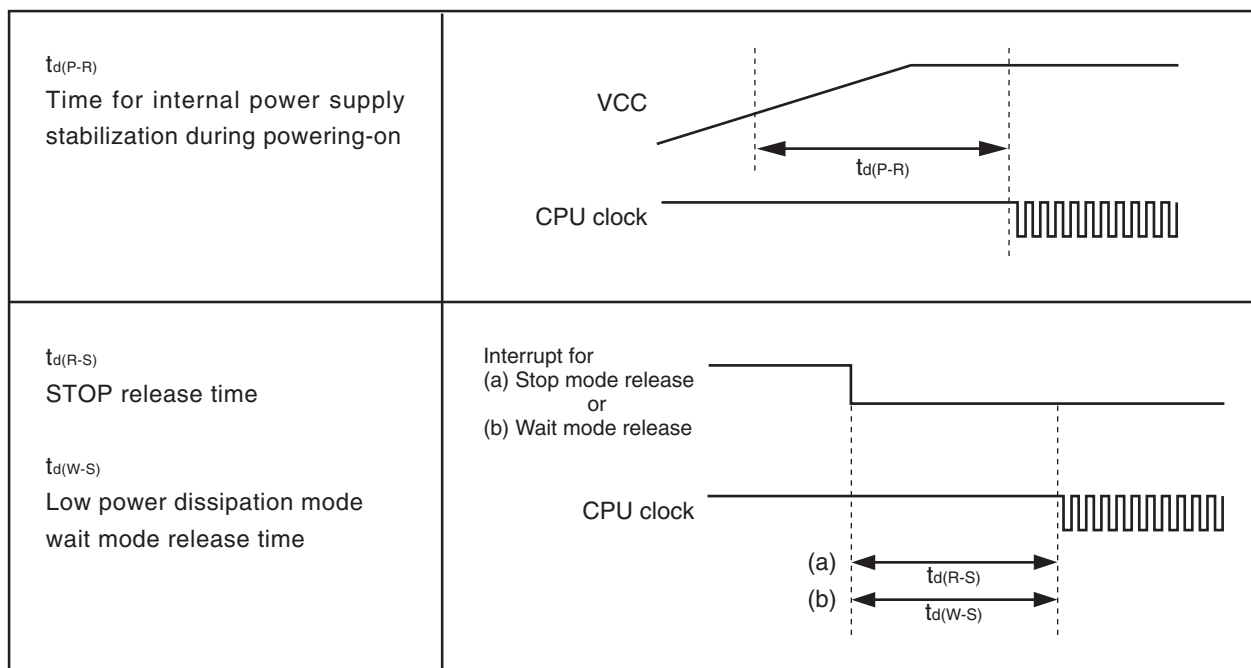 td(P-R)
Time for internal power supply
stabilization during powering-on
VCC
td(P-R)
CPU clock
td(R-S)
STOP release time
td(W-S)
Low power dissipation mode
wait mode release time
Interrupt for
(a) Stop mode release
or
(b) Wait mode release
CPU clock
(a)
td(R-S)
(b)
td(W-S)